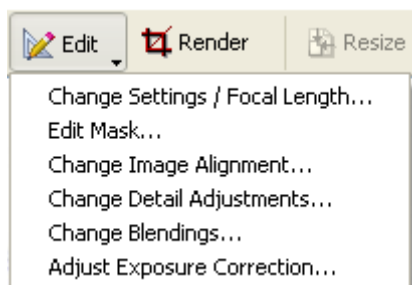 Edit Render Resize
Change Settings / Focal Length...
Edit Mask...
Change Image Alignment...
Change Detail Adjustments...
Change Blendings...
Adjust Exposure Correction...